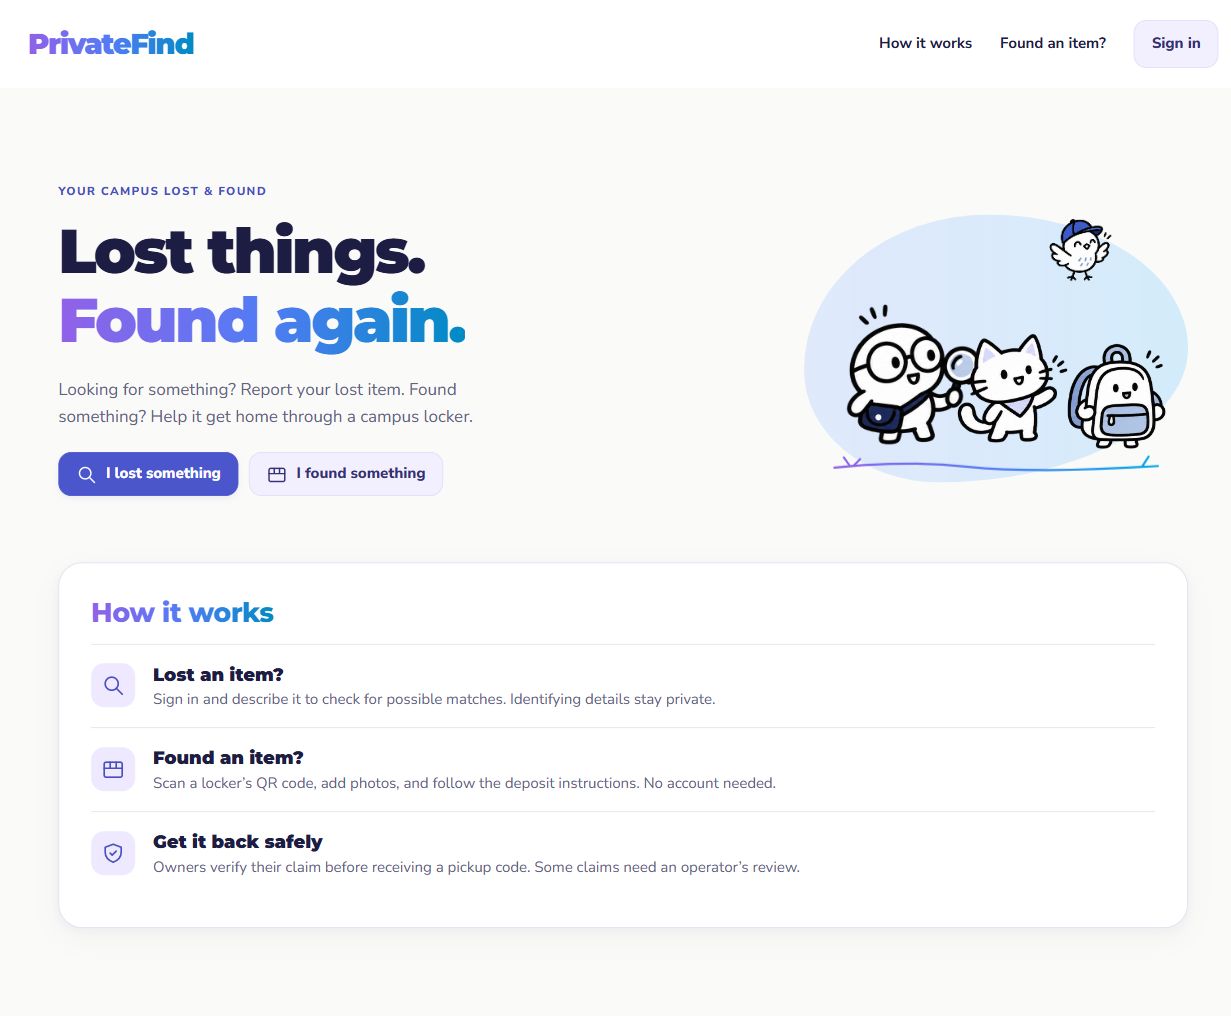 PrivateFind
How it works
Found an item?
Sign in
YOUR CAMPUS LOST & FOUND
Lost things.
Found again.
Looking for something? Report your lost item. Found
something? Help it get home through a campus locker.
I lost something
I found something
How it works
Lost an item?
Sign in and describe it to check for possible matches. Identifying details stay private.
Found an item?
Scan a locker’s QR code, add photos, and follow the deposit instructions. No account needed.
Get it back safely
Owners verify their claim before receiving a pickup code. Some claims need an operator’s review.